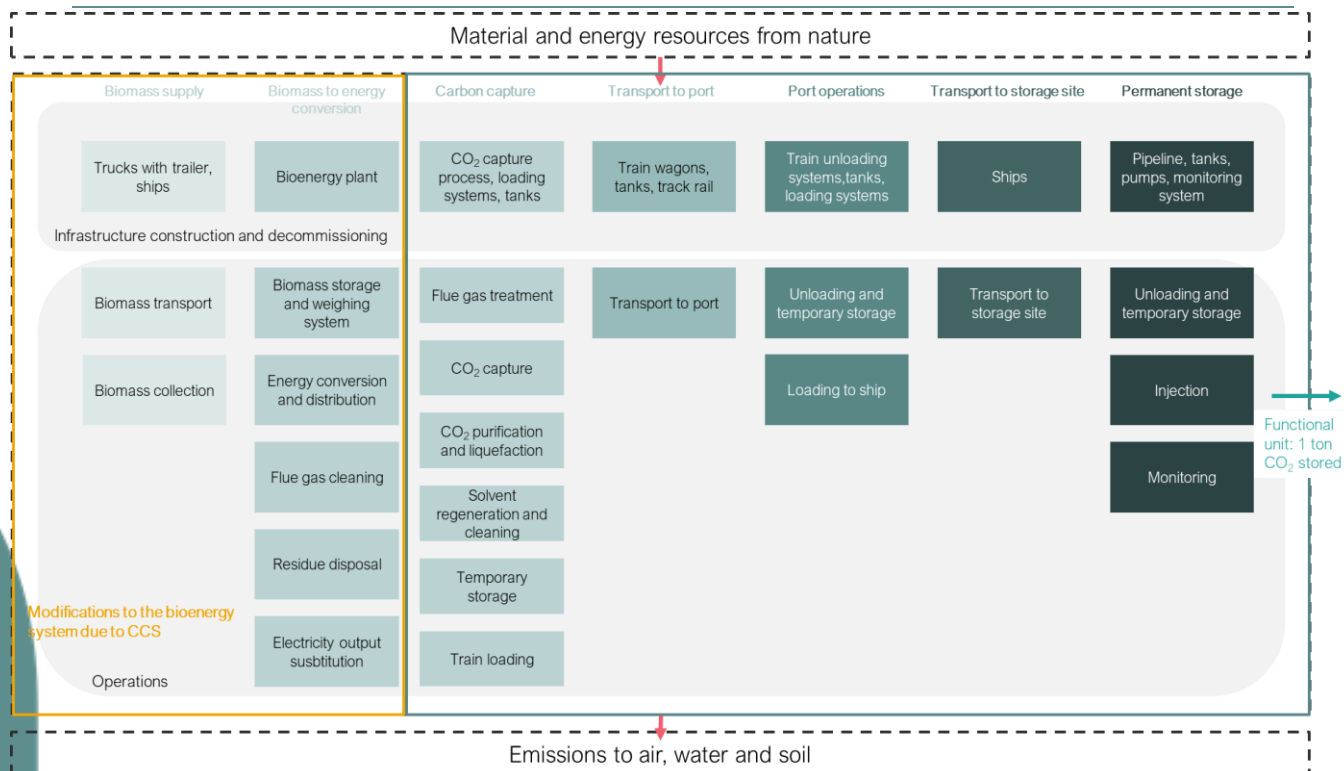 Material and energy resources from nature
Biomass supply
Biomass to energy
conversion
Carbon capture
Transport to port
Port operations
Transport to storage site
Permanent storage
Trucks with trailer,
ships
Bioenergy plant
CO₂ capture
process, loading
systems, tanks
Train wagons,
tanks, track rail
Train unloading
systems,tanks,
loading systems
Ships
Pipeline, tanks,
pumps, monitoring
system
Infrastructure construction and decommissioning
Biomass transport
Biomass storage
and weighing
system
Flue gas treatment
Transport to port
Unloading and
temporary storage
Transport to
storage site
Unloading and
temporary storage
Biomass collection
Energy conversion
and distribution
CO₂ capture
Loading to ship
Injection
Functional
unit: 1 ton
CO₂ stored
Flue gas cleaning
CO₂ purification
and liquefaction
Monitoring
Solvent
regeneration and
cleaning
Residue disposal
Temporary
storage
Modifications to the bioenergy
system due to CCS
Electricity output
susbtitution
Train loading
Operations
Emissions to air, water and soil